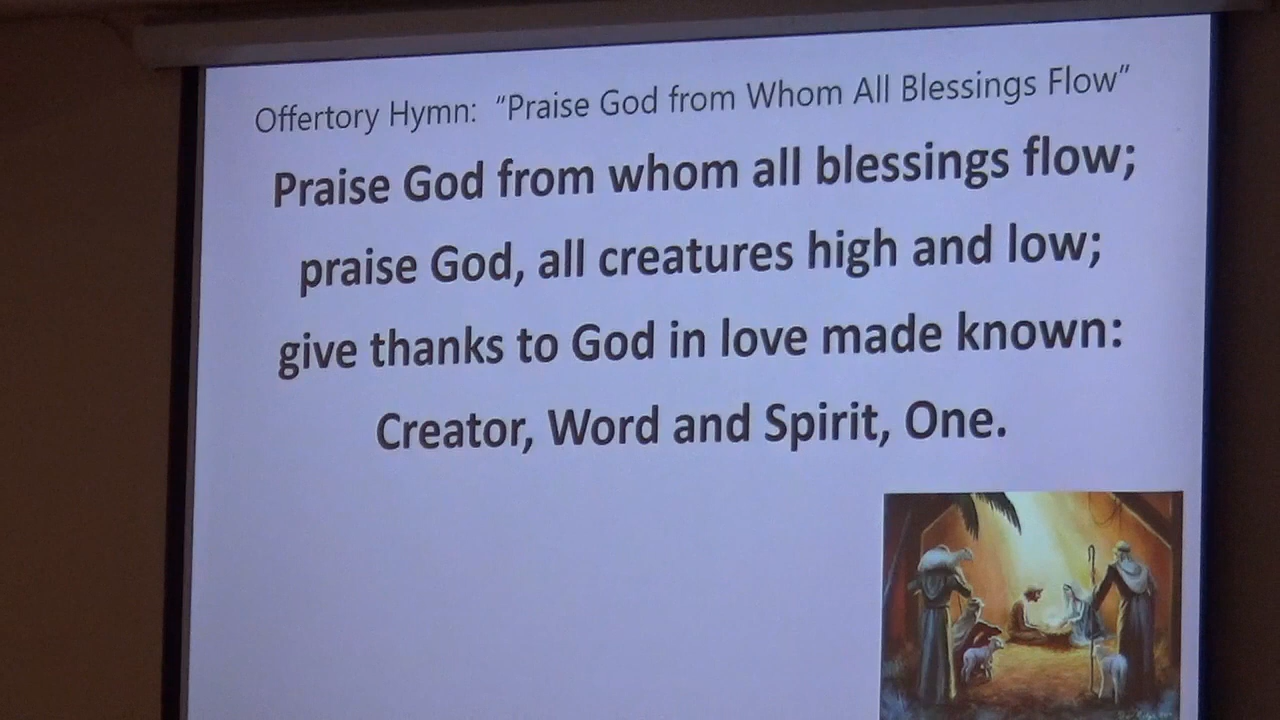 Offertory Hymn: “Praise God from Whom All Blessings Flow”
Praise God from whom all blessings flow;
praise God, all creatures high and low;
give thanks to God in love made known:
Creator, Word and Spirit, One.